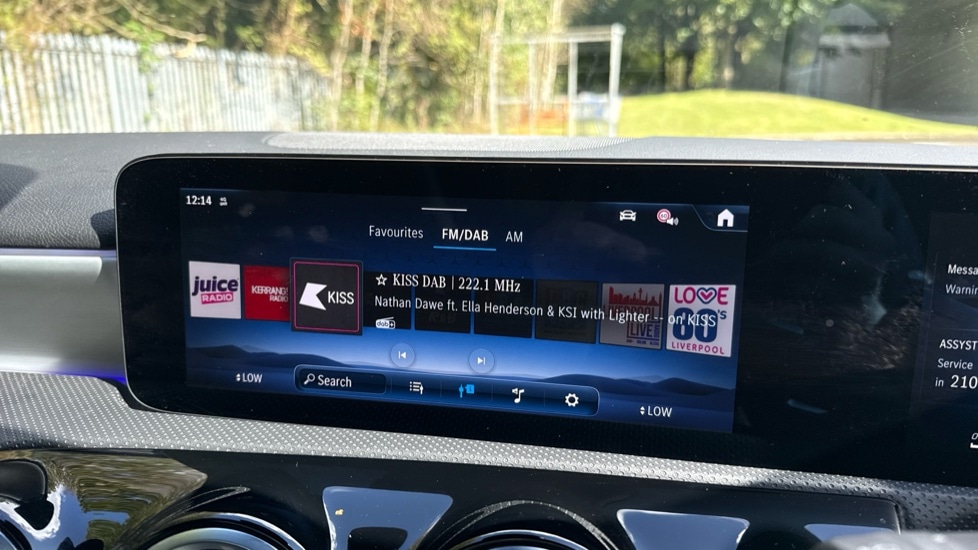 12:14
Favourites FM/DAB AM
juice
RADIO
KERRANG!
RADIO
KISS
☆ KISS DAB | 222.1 MHz
Nathan Dawe ft. Ella Henderson & KSI with Lighter -- on KISS
dab
LIVERPOOL
LIVE
LOVE
80's
LIVERPOOL
LOW
Search
LOW
Messa
Warnin
ASSYST
Service
in 210